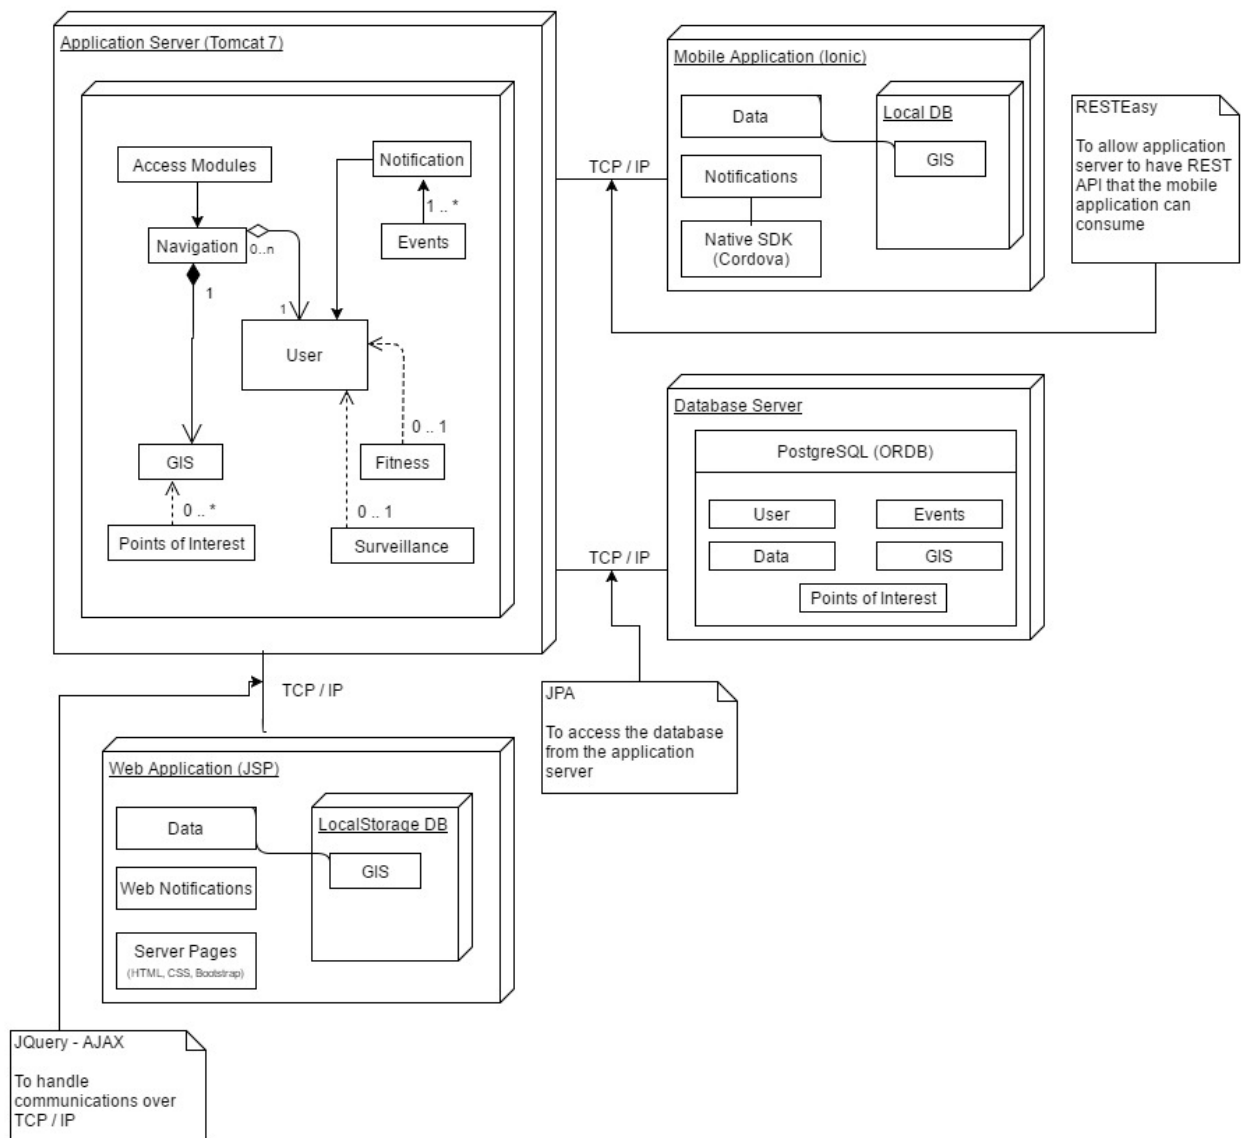 Application Server (Tomcat 7)
Access Modules
Notification
1 .. *
Navigation
0..n
Events
1
1
User
0 .. 1
GIS
Fitness
0 .. *
0 .. 1
Points of Interest
Surveillance
TCP / IP
Mobile Application (Ionic)
Data
Local DB
GIS
Notifications
Native SDK
(Cordova)
RESTEasy
To allow application
server to have REST
API that the mobile
application can
consume
TCP / IP
Database Server
PostgreSQL (ORDB)
User
Events
Data
GIS
Points of Interest
JPA
To access the database
from the application
server
TCP / IP
Web Application (JSP)
Data
LocalStorage DB
GIS
Web Notifications
Server Pages
(HTML, CSS, Bootstrap)
JQuery - AJAX
To handle
communications over
TCP / IP